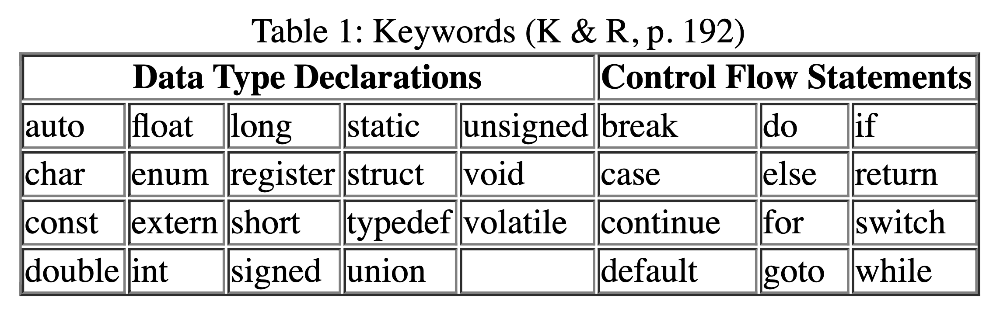 Table 1: Keywords (K & R, p. 192)
Data Type Declarations Control Flow Statements
auto float long static unsigned break do if
char enum register struct void case else return
const extern short typedef volatile continue for switch
double int signed union default goto while